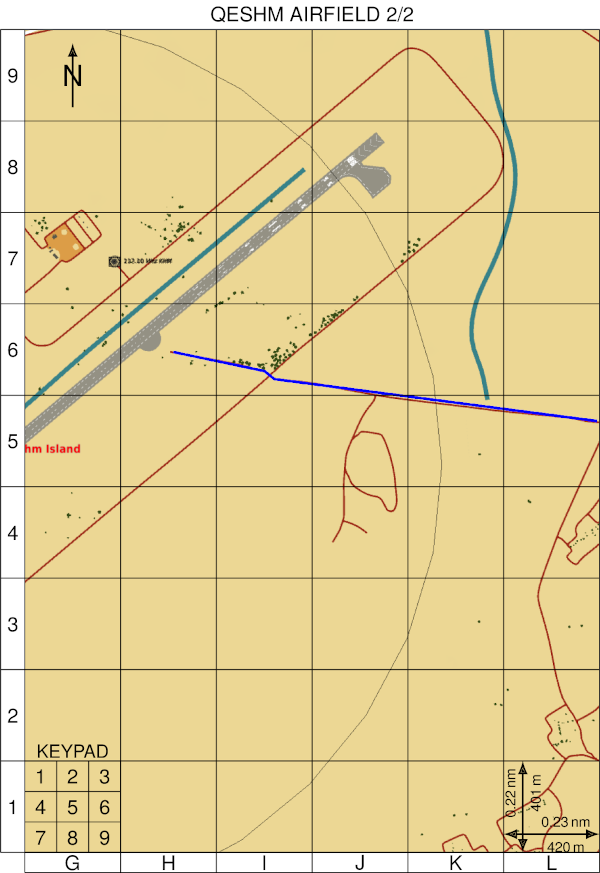 QESHM AIRFIELD 2/2
9
N
8
7
6
hm Island
5
4
3
2
KEYPAD
1 2 3
4 5 6
7 8 9
1
0.22 nm
401 m
0.23 nm
420 m
G H I J K L